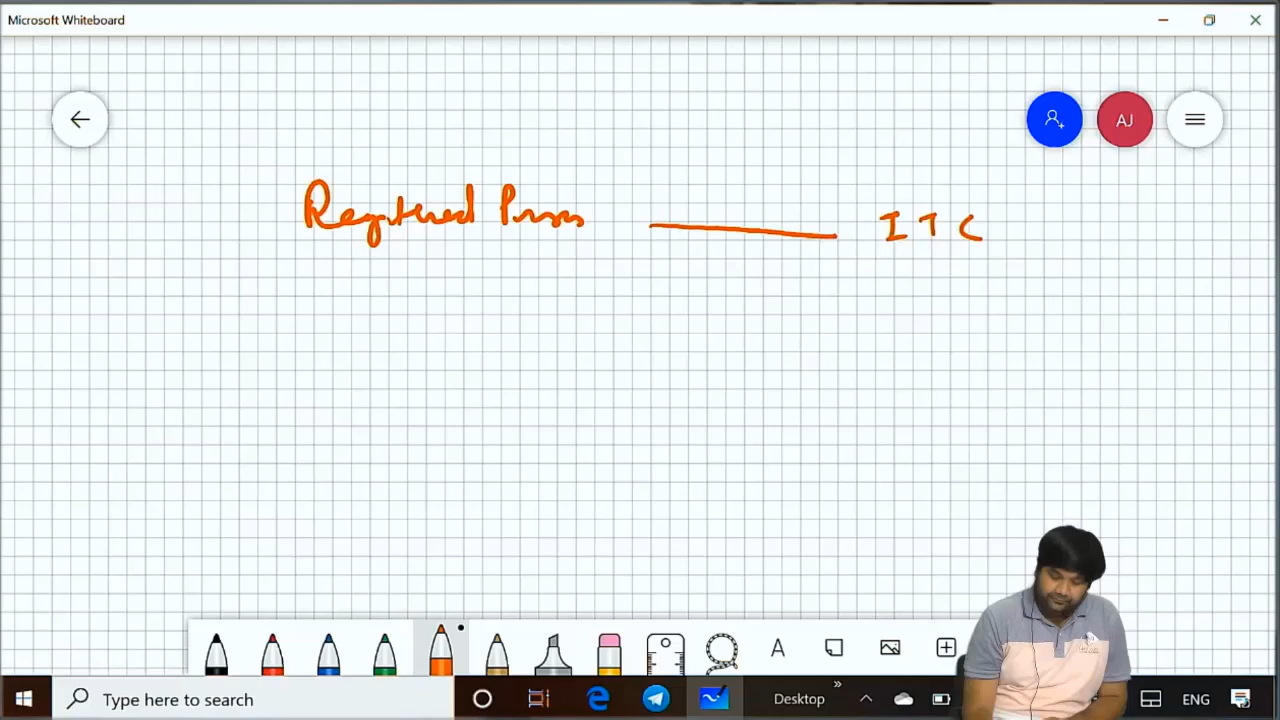 Microsoft Whiteboard
AJ
Registered Person ITC
A
Type here to search
Desktop
ENG